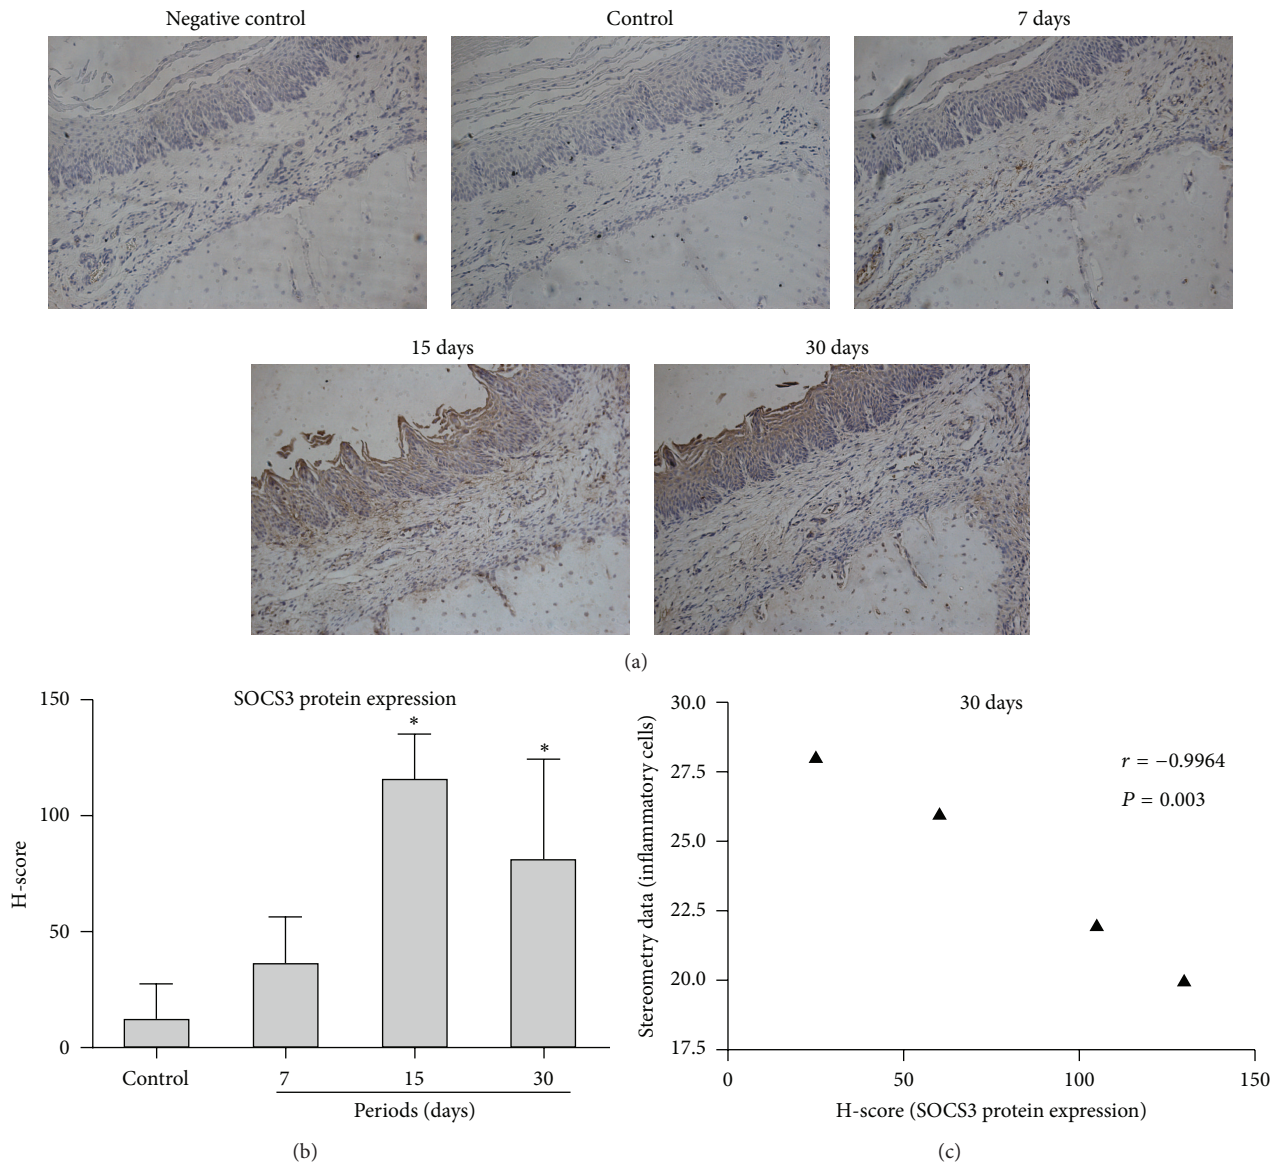 Negative control
Control
7 days
15 days
30 days
(a)
SOCS3 protein expression
150
100
50
0
H-score
*
*
Control
7
15
30
Periods (days)
(b)
30 days
r = −0.9964
P = 0.003
30.0
27.5
25.0
22.5
20.0
17.5
Stereometry data (inflammatory cells)
0
50
100
150
H-score (SOCS3 protein expression)
(c)